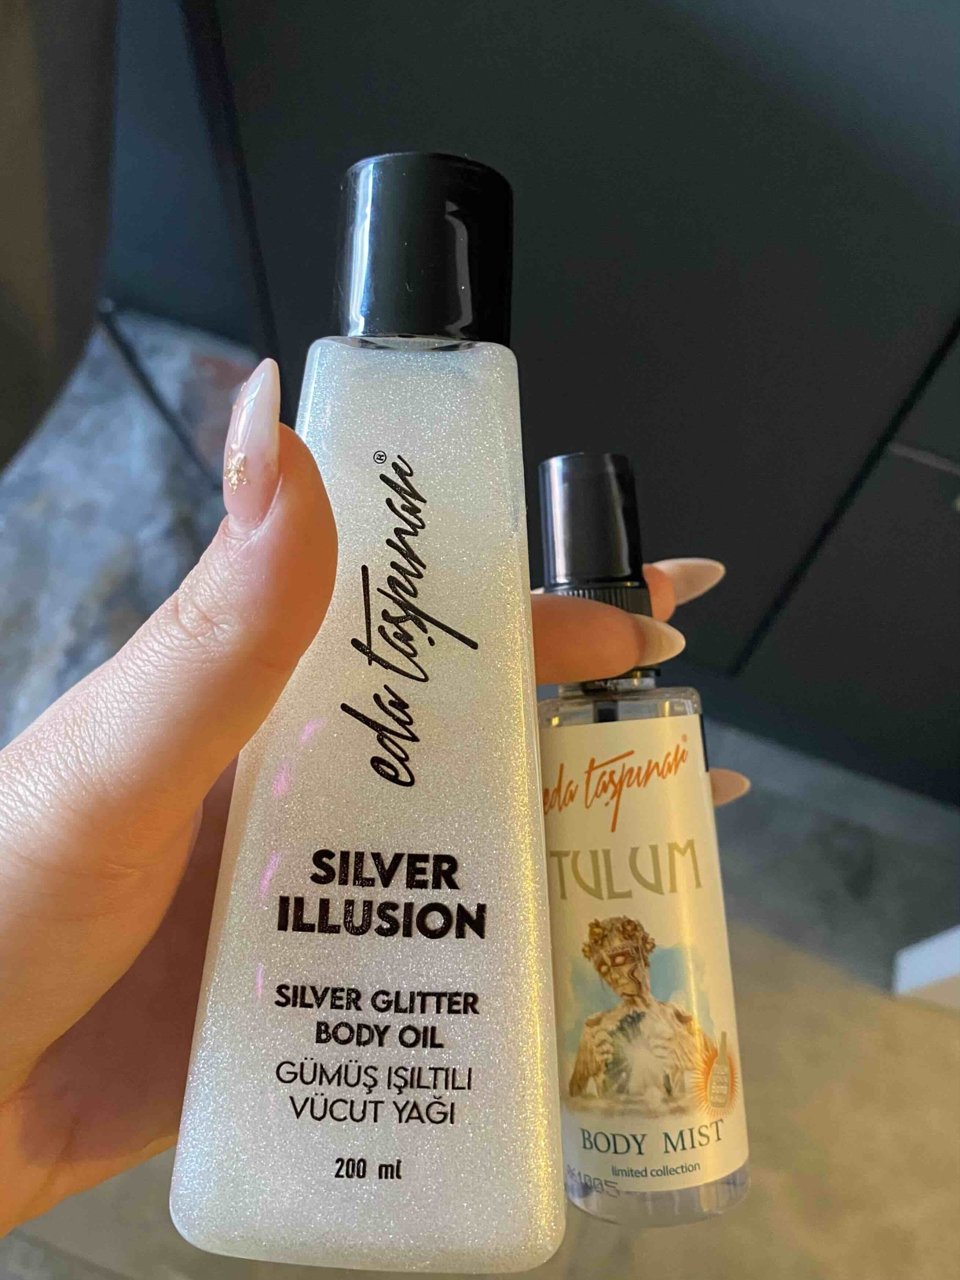 eda taşpınar®
SILVER
ILLUSION
SILVER GLITTER
BODY OIL
GÜMÜŞ IŞILTILI
VÜCUT YAĞI
200 ml
eda taşpınar®
TULUM
BODY MIST
limited collection